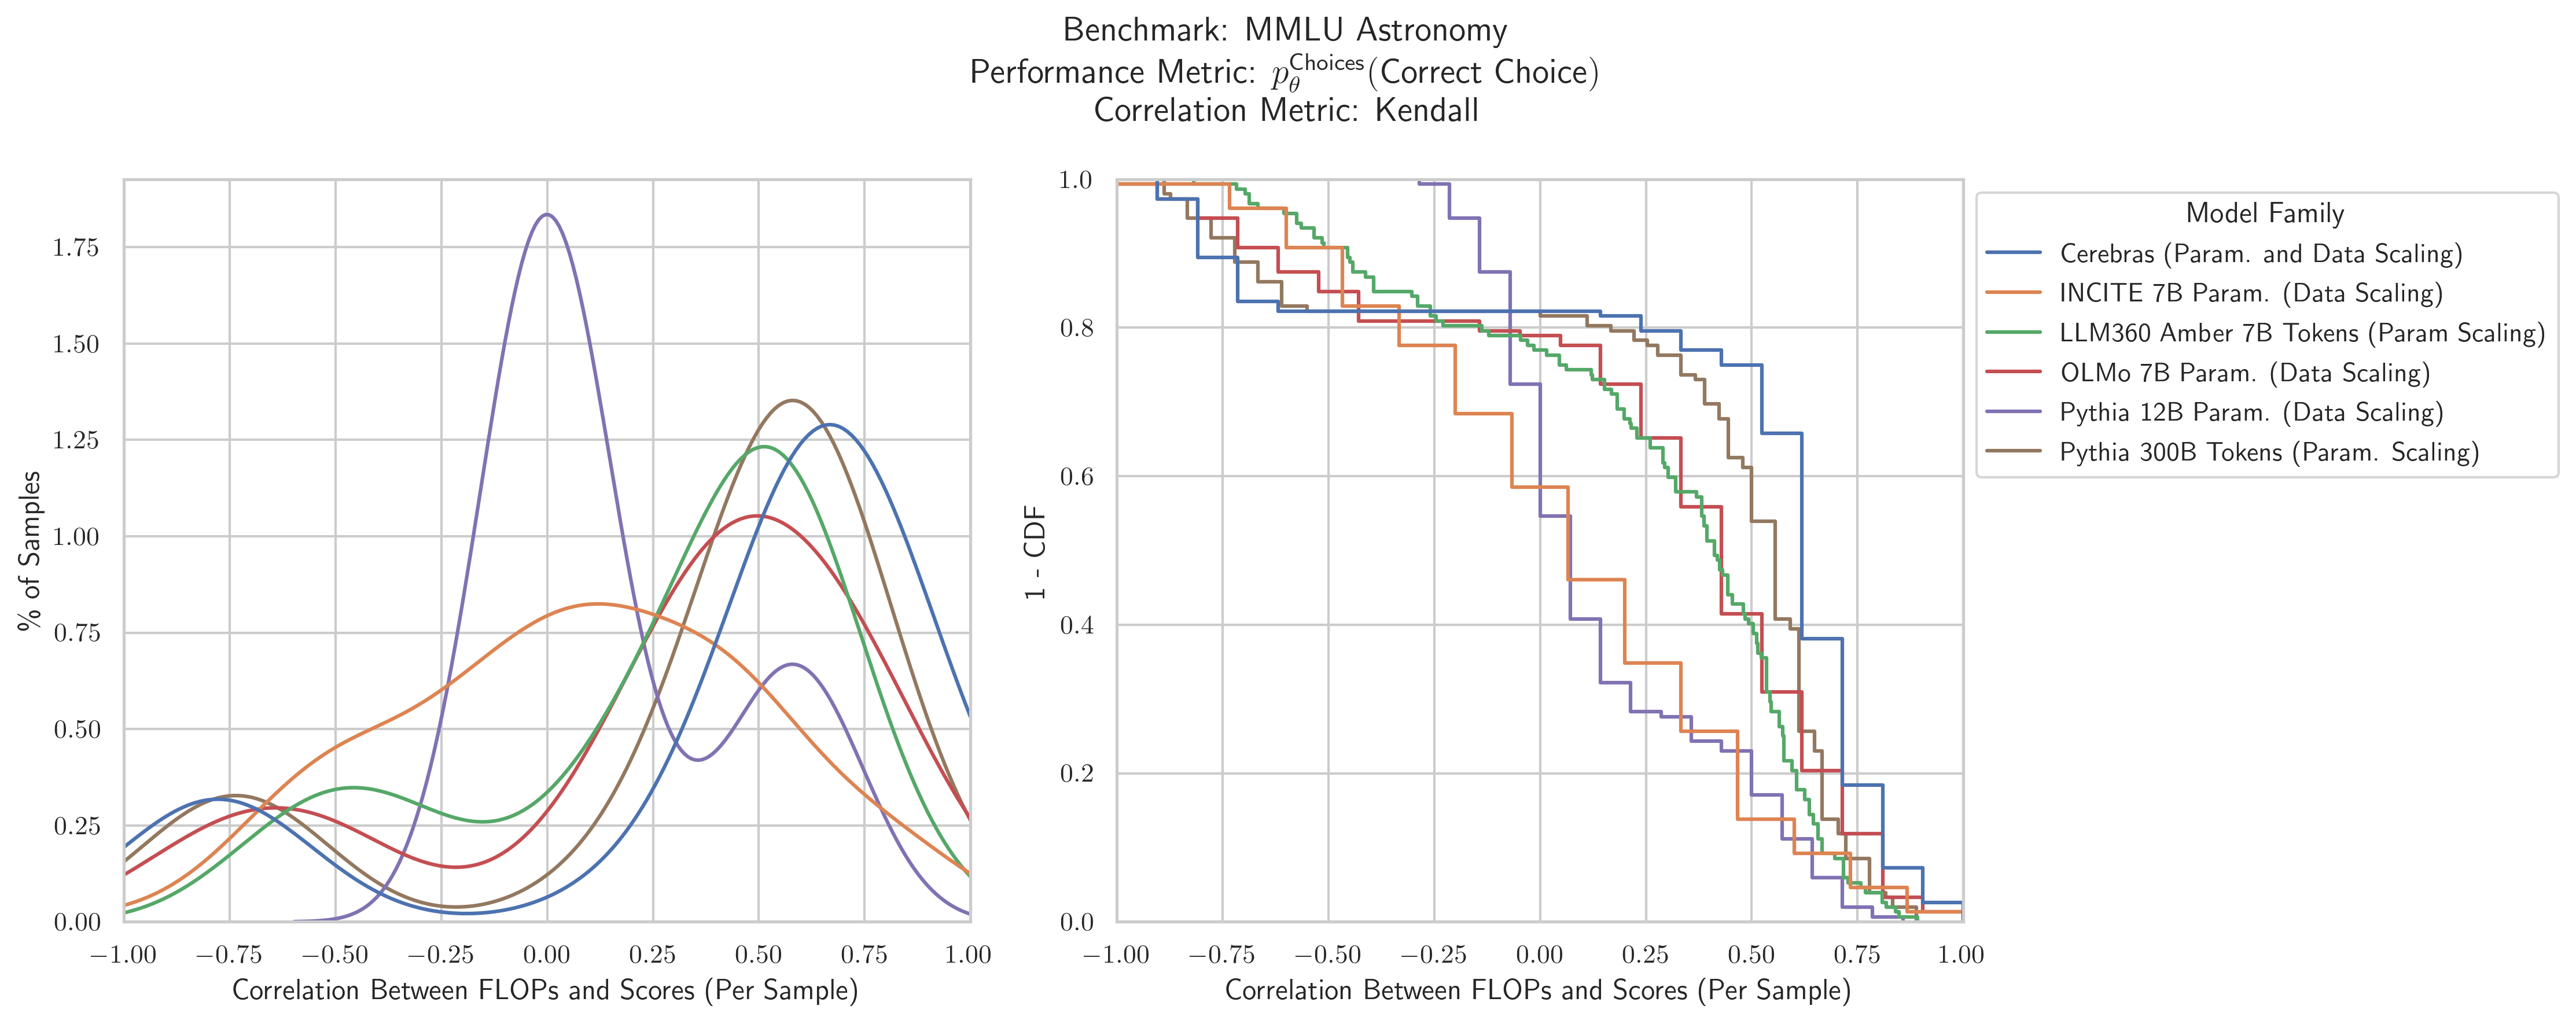 Benchmark: MMLU Astronomy
Performance Metric: $p_\theta^{\text{Choices}}$(Correct Choice)
Correlation Metric: Kendall
% of Samples
1.75
1.50
1.25
1.00
0.75
0.50
0.25
0.00
−1.00 −0.75 −0.50 −0.25 0.00 0.25 0.50 0.75 1.00
Correlation Between FLOPs and Scores (Per Sample)
1 - CDF
1.0
0.8
0.6
0.4
0.2
0.0
−1.00 −0.75 −0.50 −0.25 0.00 0.25 0.50 0.75 1.00
Correlation Between FLOPs and Scores (Per Sample)
Model Family
Cerebras (Param. and Data Scaling)
INCITE 7B Param. (Data Scaling)
LLM360 Amber 7B Tokens (Param Scaling)
OLMo 7B Param. (Data Scaling)
Pythia 12B Param. (Data Scaling)
Pythia 300B Tokens (Param. Scaling)